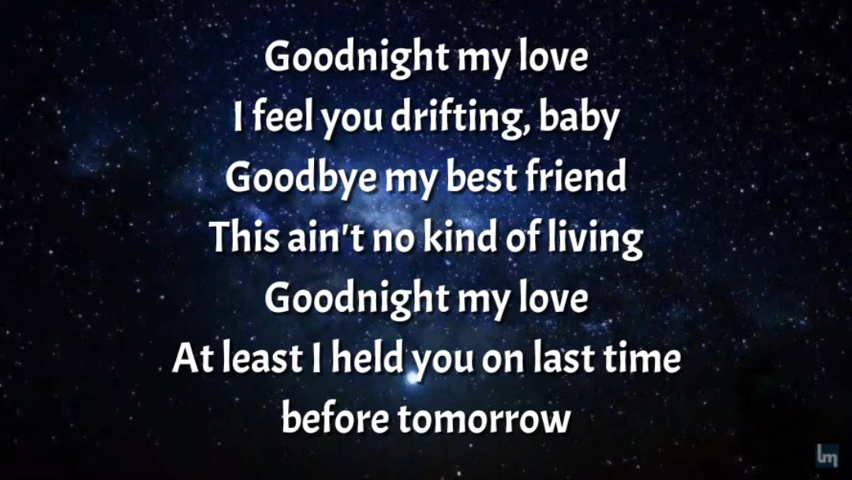 Goodnight my love
I feel you drifting, baby
Goodbye my best friend
This ain't no kind of living
Goodnight my love
At least I held you on last time
before tomorrow
lm